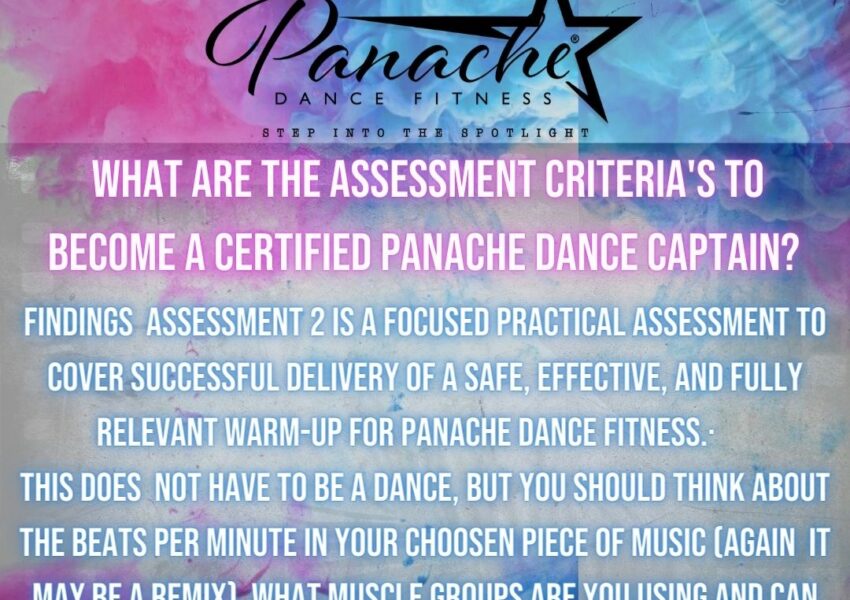 Panache®
DANCE FITNESS
STEP INTO THE SPOTLIGHT
WHAT ARE THE ASSESSMENT CRITERIA'S TO
BECOME A CERTIFIED PANACHE DANCE CAPTAIN?
FINDINGS ASSESSMENT 2 IS A FOCUSED PRACTICAL ASSESSMENT TO
COVER SUCCESSFUL DELIVERY OF A SAFE, EFFECTIVE, AND FULLY
RELEVANT WARM-UP FOR PANACHE DANCE FITNESS.·
THIS DOES NOT HAVE TO BE A DANCE, BUT YOU SHOULD THINK ABOUT
THE BEATS PER MINUTE IN YOUR CHOOSEN PIECE OF MUSIC (AGAIN IT
MAY BE A REMIX). WHAT MUSCLE GROUPS ARE YOU USING AND CAN